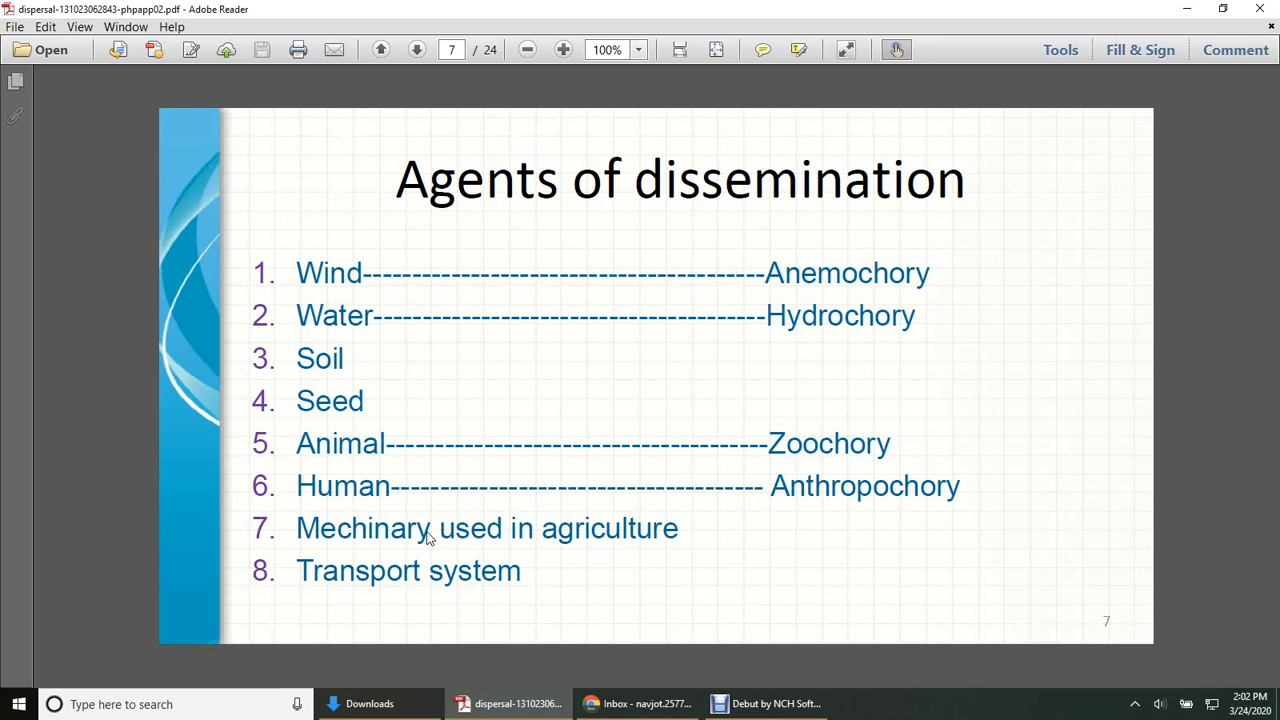 dispersal-131023062843-phpapp02.pdf - Adobe Reader
File Edit View Window Help
Open 7 / 24 100% Tools Fill & Sign Comment
Agents of dissemination
1. Wind----------------------------------------Anemochory
2. Water---------------------------------------Hydrochory
3. Soil
4. Seed
5. Animal--------------------------------------Zoochory
6. Human------------------------------------- Anthropochory
7. Mechinary used in agriculture
8. Transport system
7
Type here to search Downloads dispersal-13102306... Inbox - navjot.2577... Debut by NCH Soft... 2:02 PM
3/24/2020